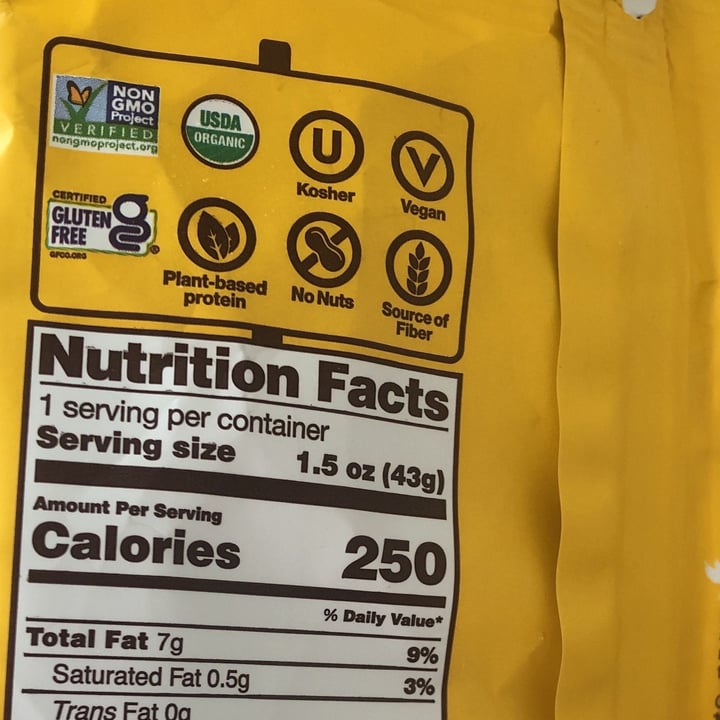 NON
GMO
Project
VERIFIED
nongmoproject.org
USDA
ORGANIC
U
Kosher
V
Vegan
CERTIFIED
GLUTEN
FREE
g
GFCO.ORG
Plant-based
protein
No Nuts
Source of
Fiber
Nutrition Facts
1 serving per container
Serving size 1.5 oz (43g)
Amount Per Serving
Calories 250
% Daily Value*
Total Fat 7g 9%
Saturated Fat 0.5g 3%
Trans Fat 0g